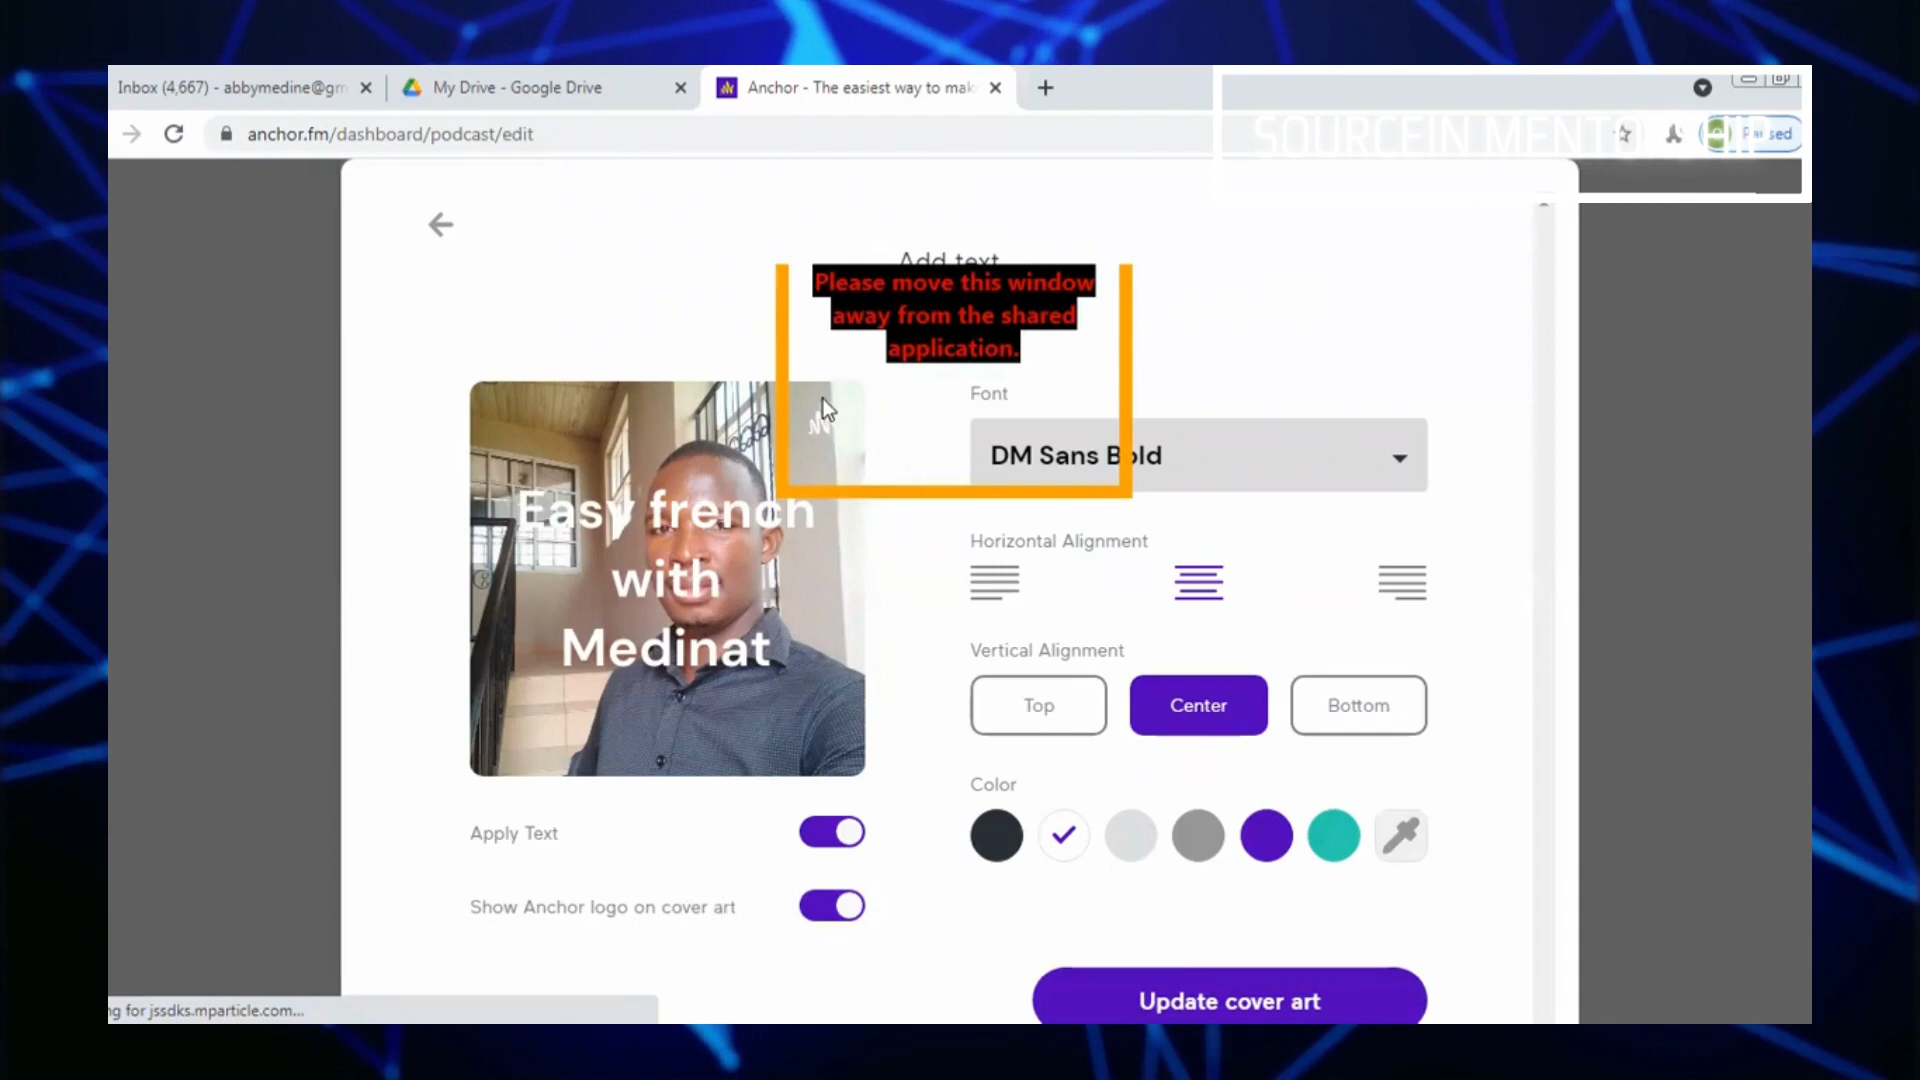 Inbox (4,667) - abbymedine@gm
My Drive - Google Drive
Anchor - The easiest way to mak
anchor.fm/dashboard/podcast/edit
SOURCEIN
Paused
Add text
Please move this window
away from the shared
application.
Font
DM Sans Bold
Easy french
with
Medinat
Horizontal Alignment
Vertical Alignment
Top
Center
Bottom
Color
Apply Text
Show Anchor logo on cover art
Update cover art
ng for jssdks.mparticle.com...